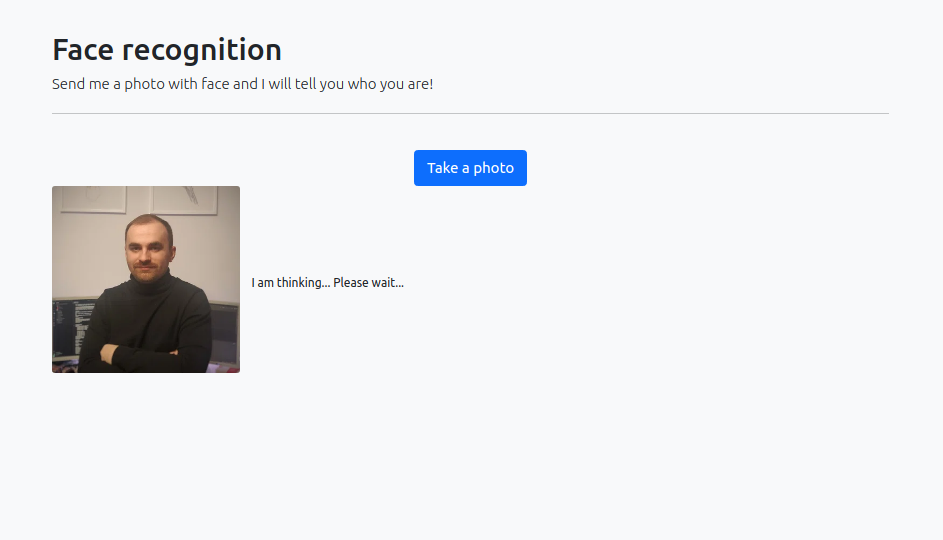 Face recognition
Send me a photo with face and I will tell you who you are!
Take a photo
I am thinking... Please wait...